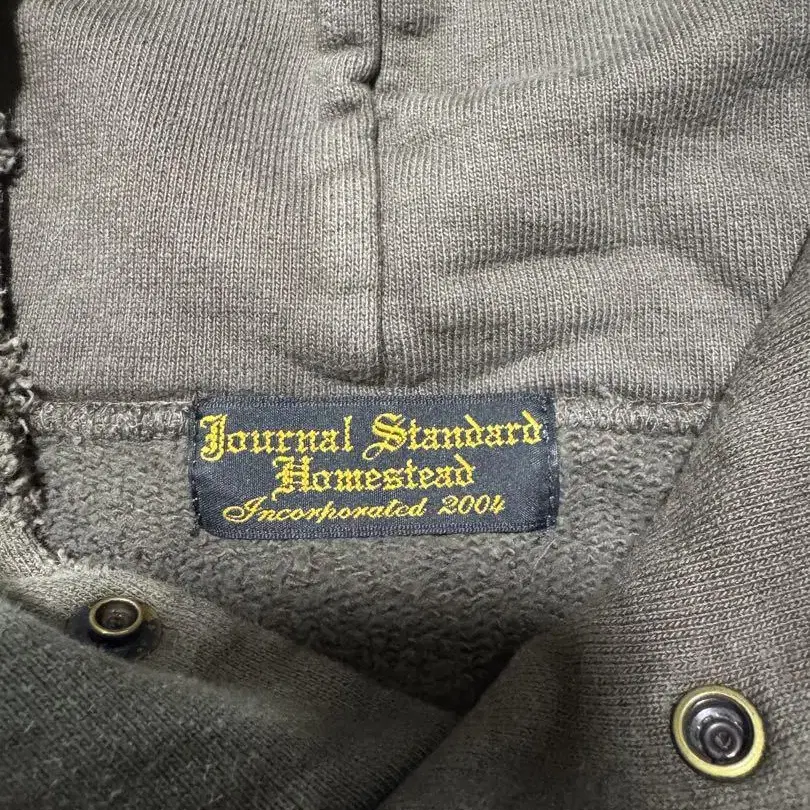 Journal Standard
Homestead
Incorporated 2004